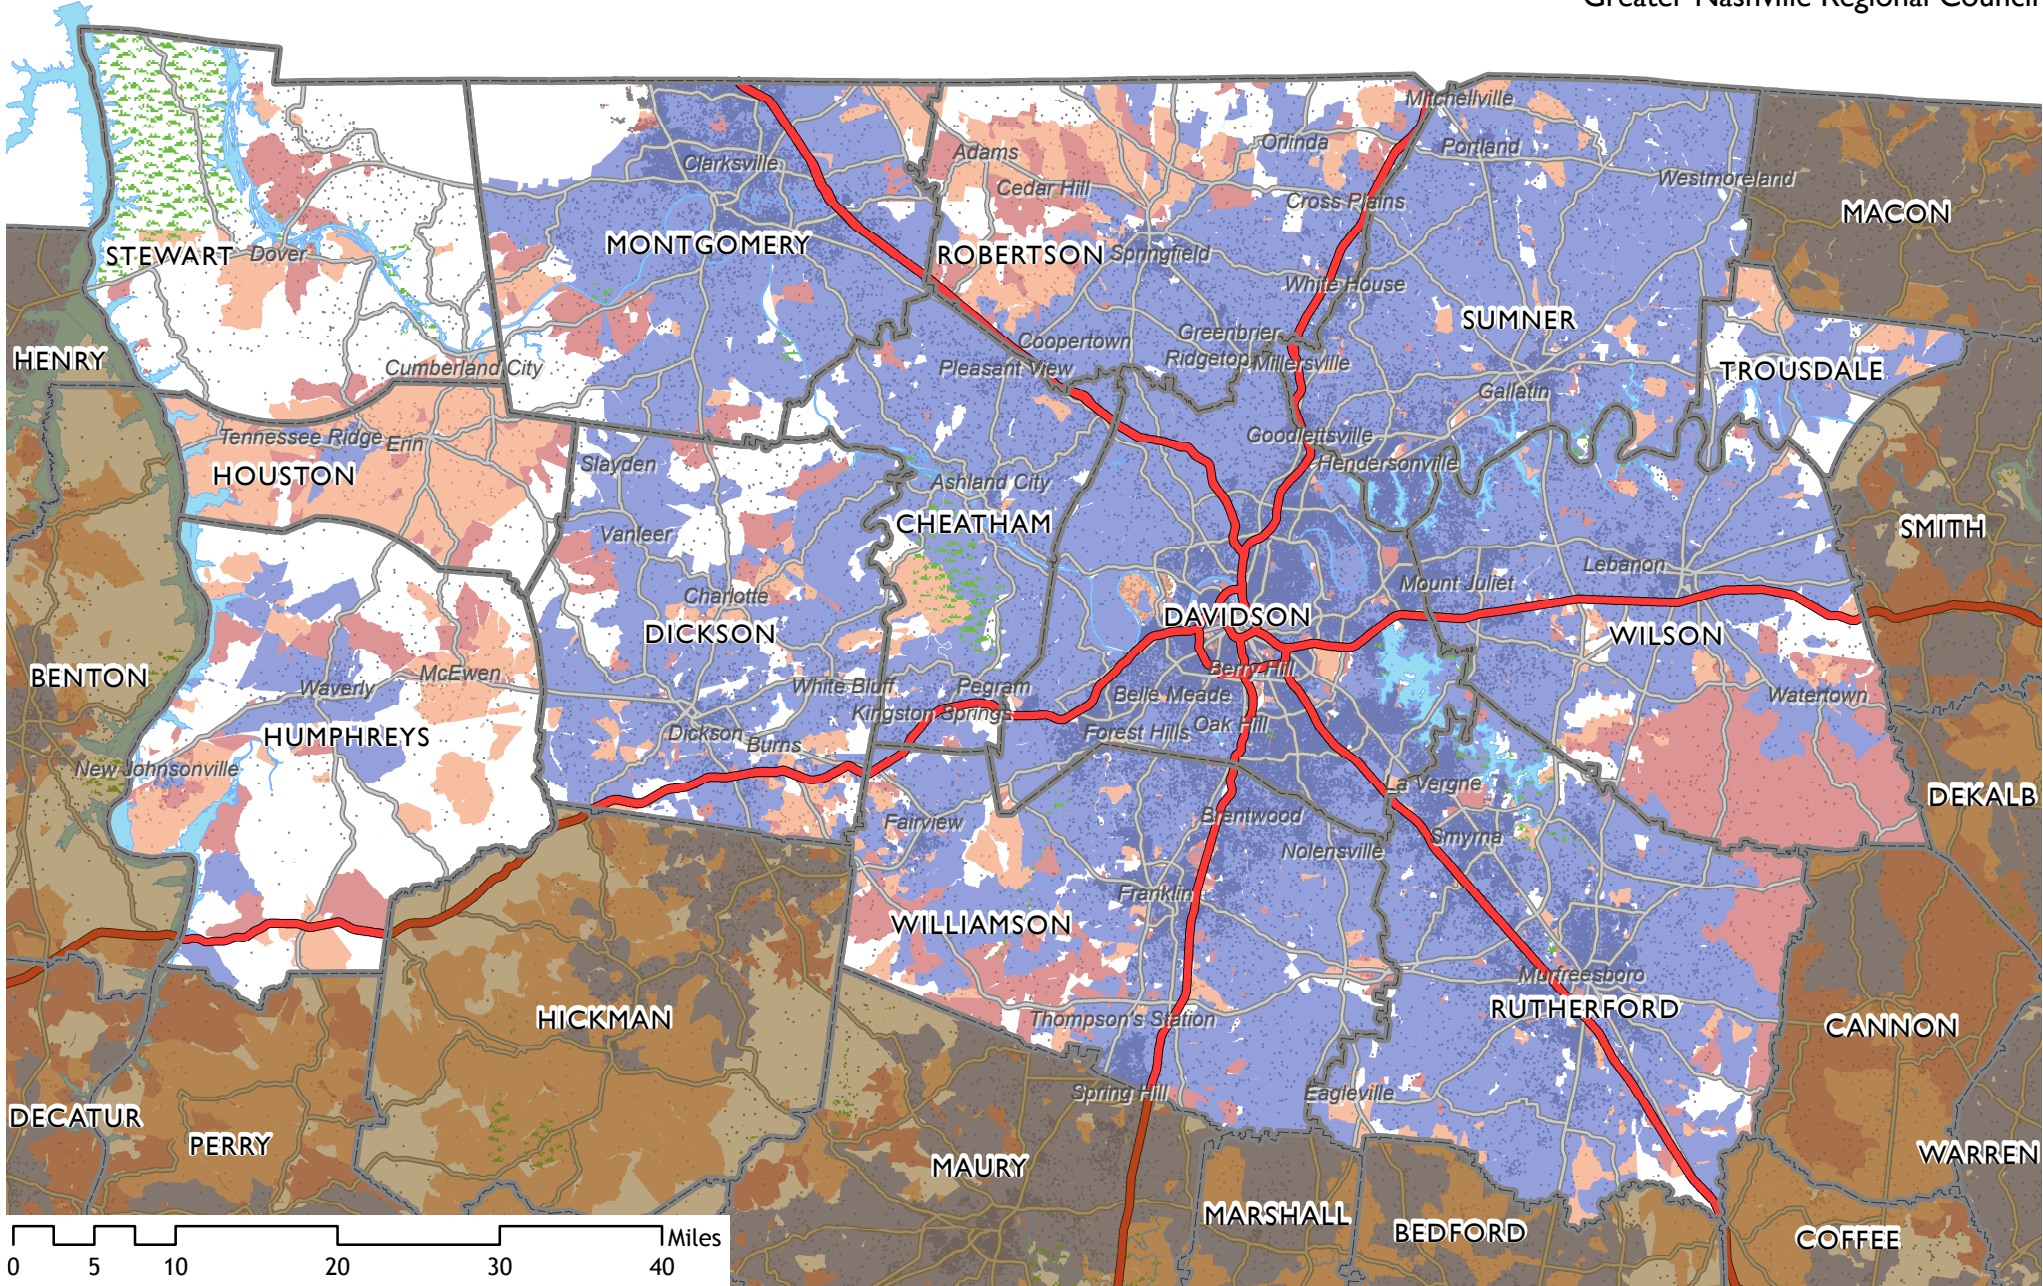 Greater Nashville Regional Council
Mitchellville
Orlinda
Portland
Adams
Clarksville
Westmoreland
Cedar Hill
Cross Plains
MACON
STEWART
Dover
MONTGOMERY
ROBERTSON
Springfield
White House
SUMNER
HENRY
Cumberland City
Coopertown
Greenbrier
Ridgetop
Millersville
Pleasant View
TROUSDALE
Gallatin
Tennessee Ridge
Erin
Goodlettsville
HOUSTON
Slayden
Hendersonville
Ashland City
CHEATHAM
SMITH
Vanleer
Lebanon
Mount Juliet
Charlotte
DAVIDSON
DICKSON
WILSON
BENTON
Waverly
McEwen
White Bluff
Pegram
Berry Hill
Belle Meade
Watertown
Kingston Springs
HUMPHREYS
Dickson
Burns
Forest Hills
Oak Hill
New Johnsonville
La Vergne
DEKALB
Fairview
Brentwood
Smyrna
Nolensville
Franklin
WILLIAMSON
Murfreesboro
RUTHERFORD
HICKMAN
Thompson's Station
CANNON
Spring Hill
Eagleville
DECATUR
PERRY
MAURY
WARREN
MARSHALL
BEDFORD
COFFEE
Miles
0 5 10 20 30 40